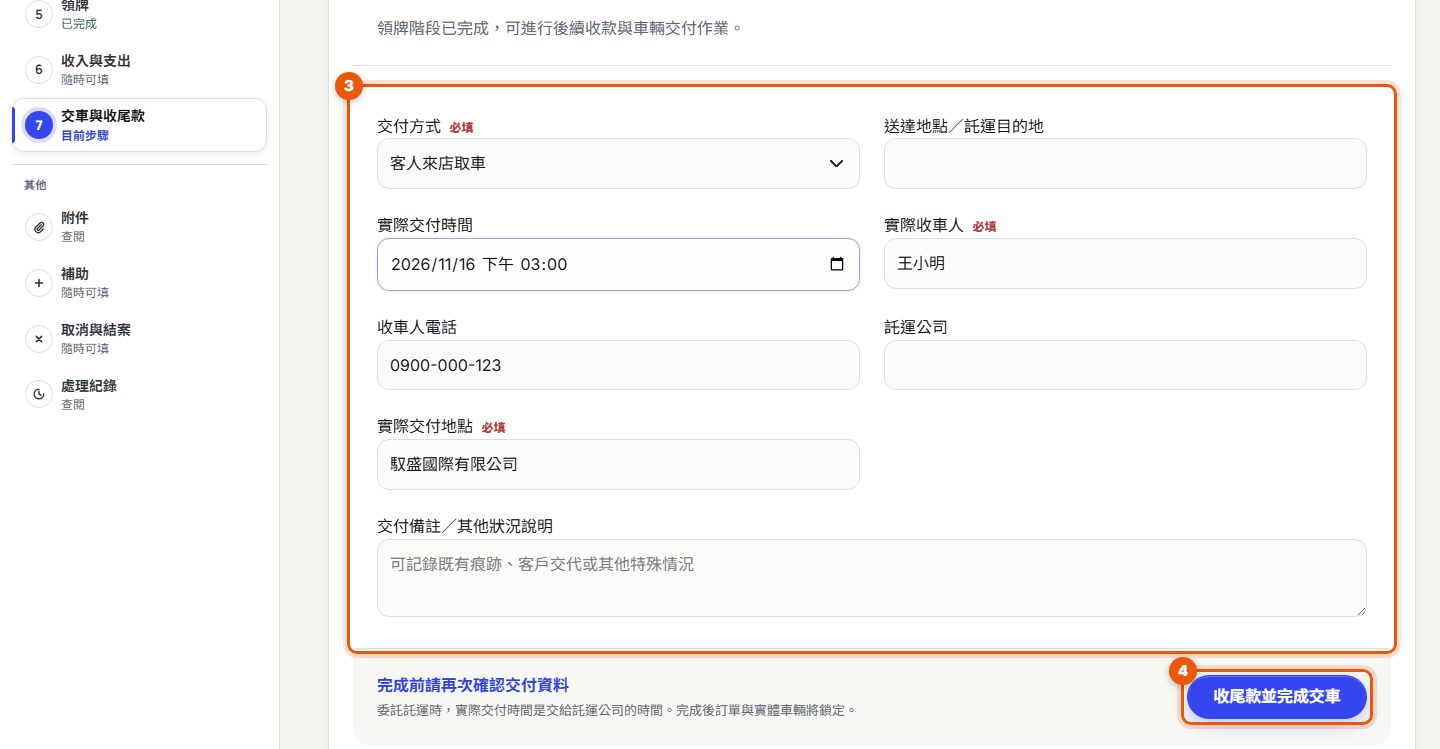 5
領牌
已完成
6
收入與支出
隨時可填
7
交車與收尾款
目前步驟
其他
附件
查閱
補助
隨時可填
取消與結案
隨時可填
處理紀錄
查閱
領牌階段已完成，可進行後續收款與車輛交付作業。
3
交付方式 必填
客人來店取車
送達地點／託運目的地
實際交付時間
2026/11/16 下午 03:00
實際收車人 必填
王小明
收車人電話
0900-000-123
託運公司
實際交付地點 必填
馭盛國際有限公司
交付備註／其他狀況說明
可記錄既有痕跡、客戶交代或其他特殊情況
完成前請再次確認交付資料
委託託運時，實際交付時間是交給託運公司的時間。完成後訂單與實體車輛將鎖定。
4
收尾款並完成交車